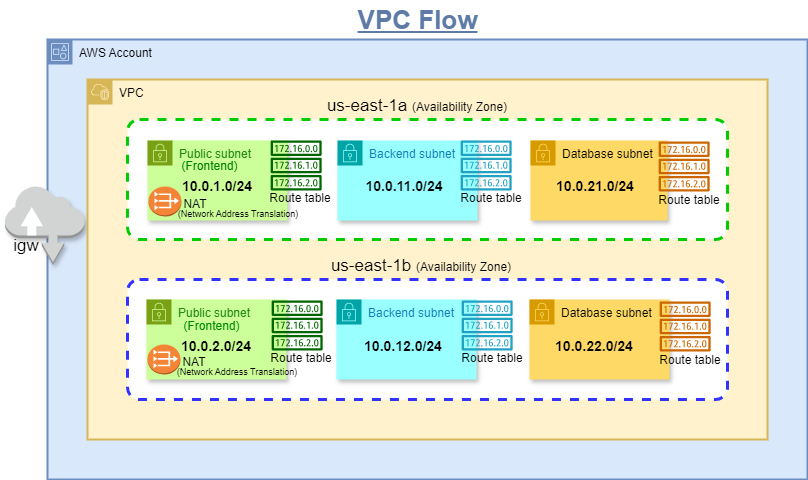 VPC Flow
AWS Account
VPC
us-east-1a (Availability Zone)
Public subnet
(Frontend)
10.0.1.0/24
NAT
(Network Address Translation)
172.16.0.0
172.16.1.0
172.16.2.0
Route table
Backend subnet
10.0.11.0/24
172.16.0.0
172.16.1.0
172.16.2.0
Route table
Database subnet
10.0.21.0/24
172.16.0.0
172.16.1.0
172.16.2.0
Route table
igw
us-east-1b (Availability Zone)
Public subnet
(Frontend)
10.0.2.0/24
NAT
(Network Address Translation)
172.16.0.0
172.16.1.0
172.16.2.0
Route table
Backend subnet
10.0.12.0/24
172.16.0.0
172.16.1.0
172.16.2.0
Route table
Database subnet
10.0.22.0/24
172.16.0.0
172.16.1.0
172.16.2.0
Route table